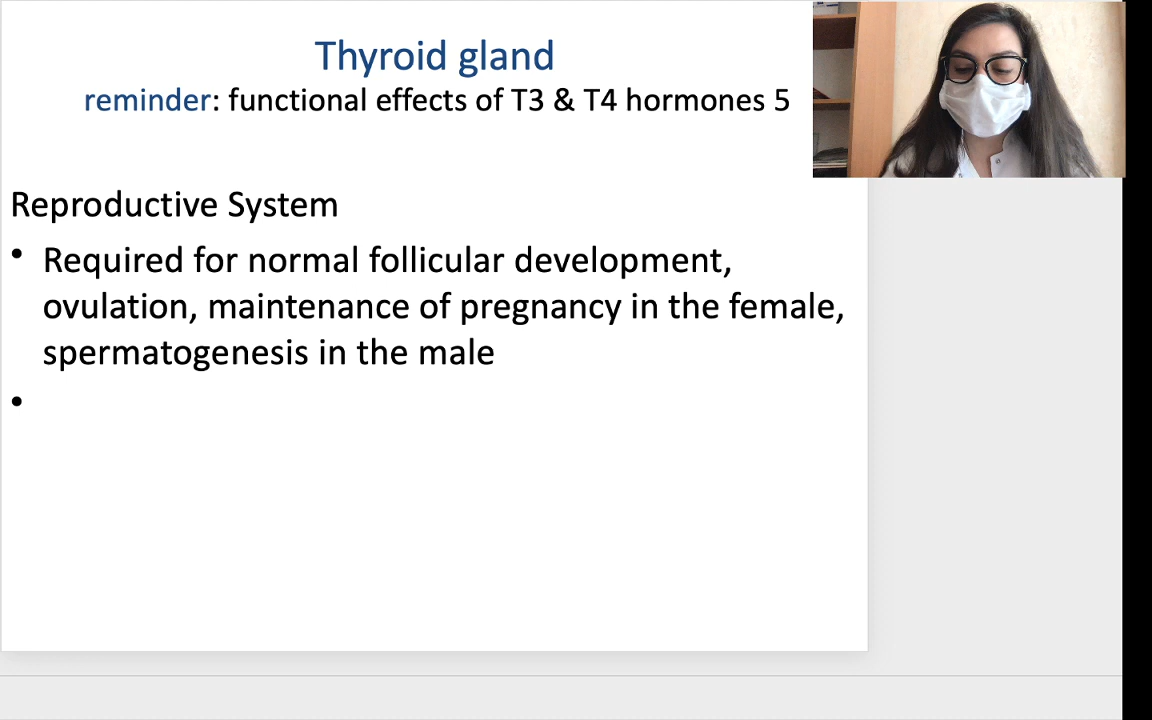 Thyroid gland
reminder: functional effects of T3 & T4 hormones 5
Reproductive System
• Required for normal follicular development,
ovulation, maintenance of pregnancy in the female,
spermatogenesis in the male
•